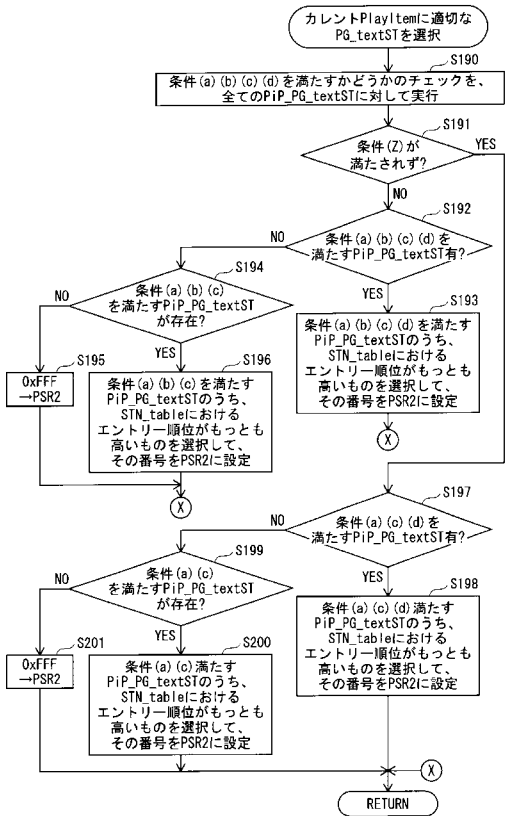 カレントPlayItemに適切な
PG_textSTを選択
S190
条件(a)(b)(c)(d)を満たすかどうかのチェックを、
全てのPiP_PG_textSTに対して実行
S191
条件(Z)が
満たされず?
YES
NO
S192
条件(a)(b)(c)(d)を
満たすPiP_PG_textST有?
NO
YES
S193
条件(a)(b)(c)(d)を満たす
PiP_PG_textSTのうち、
STN_tableにおける
エントリー順位がもっとも
高いものを選択して、
その番号をPSR2に設定
X
S194
条件(a)(b)(c)
を満たすPiP_PG_textST
が存在?
NO
YES
S195
0xFFF
→PSR2
S196
条件(a)(b)(c)を満たす
PiP_PG_textSTのうち、
STN_tableにおける
エントリー順位がもっとも
高いものを選択して、
その番号をPSR2に設定
X
S197
条件(a)(c)(d)を
満たすPiP_PG_textST有?
NO
YES
S198
条件(a)(c)(d)満たす
PiP_PG_textSTのうち、
STN_tableにおける
エントリー順位がもっとも
高いものを選択して、
その番号をPSR2に設定
S199
条件(a)(c)
を満たすPiP_PG_textST
が存在?
NO
YES
S201
0xFFF
→PSR2
S200
条件(a)(c)満たす
PiP_PG_textSTのうち、
STN_tableにおける
エントリー順位がもっとも
高いものを選択して、
その番号をPSR2に設定
X
RETURN